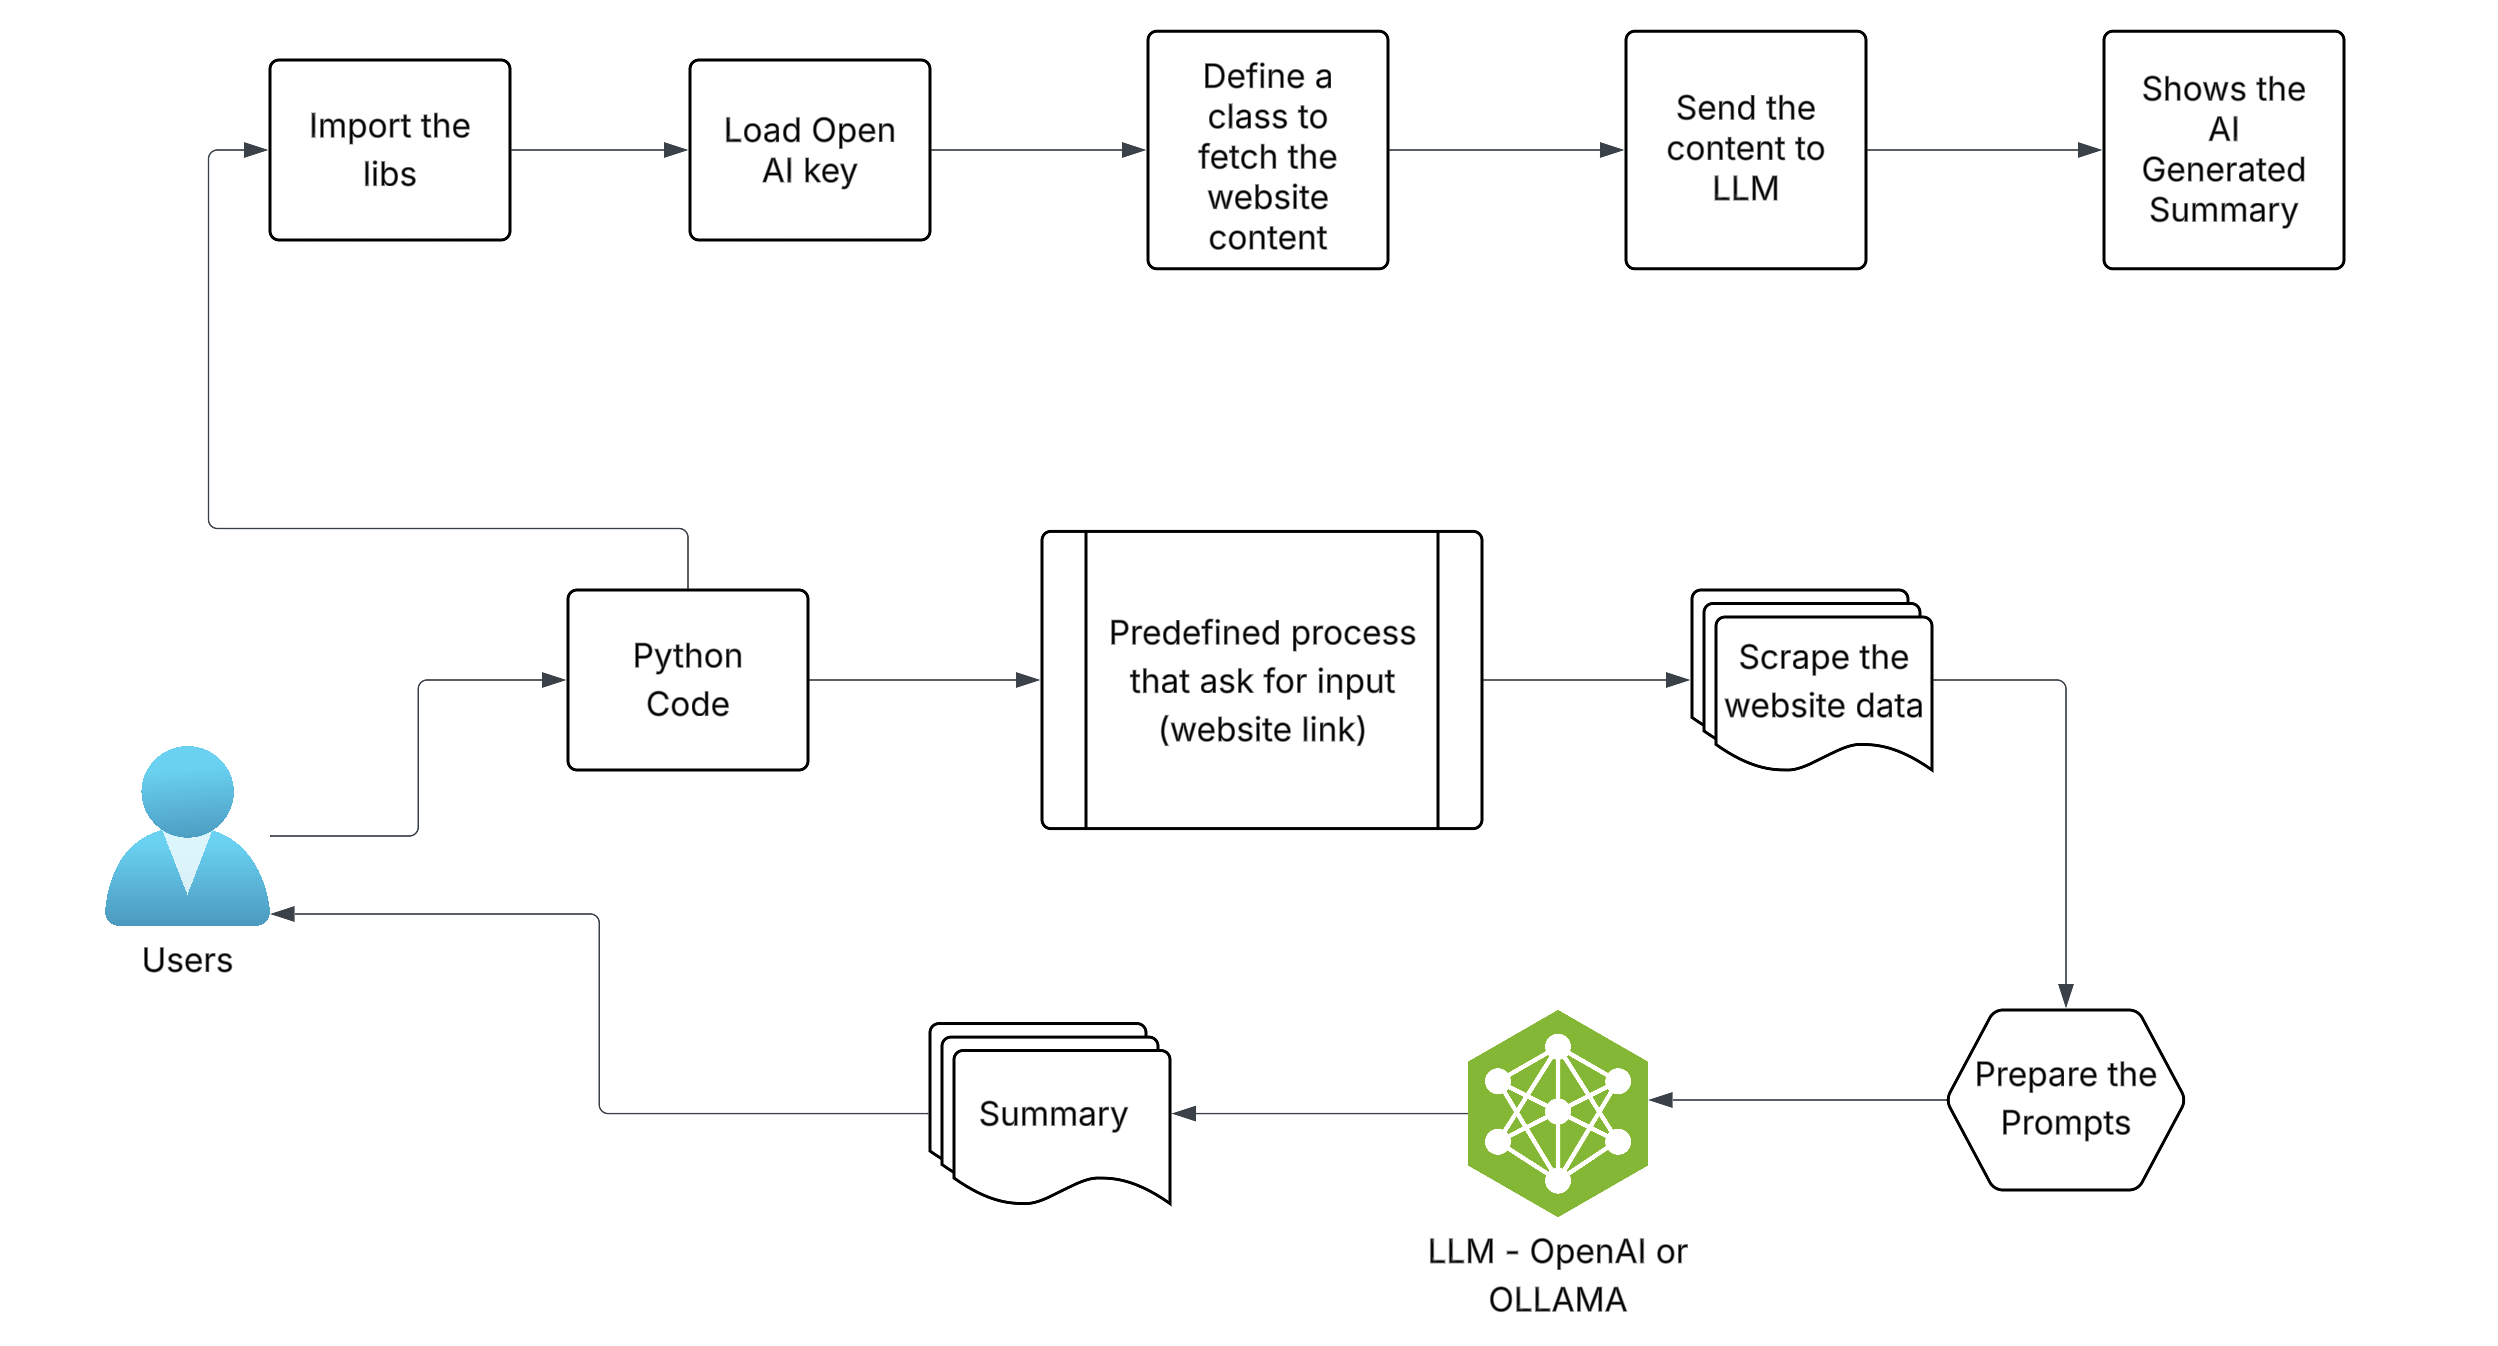 Import the
libs
Load Open
AI key
Define a
class to
fetch the
website
content
Send the
content to
LLM
Shows the
AI
Generated
Summary
Python
Code
Predefined process
that ask for input
(website link)
Scrape the
website data
Users
Summary
LLM - OpenAI or
OLLAMA
Prepare the
Prompts